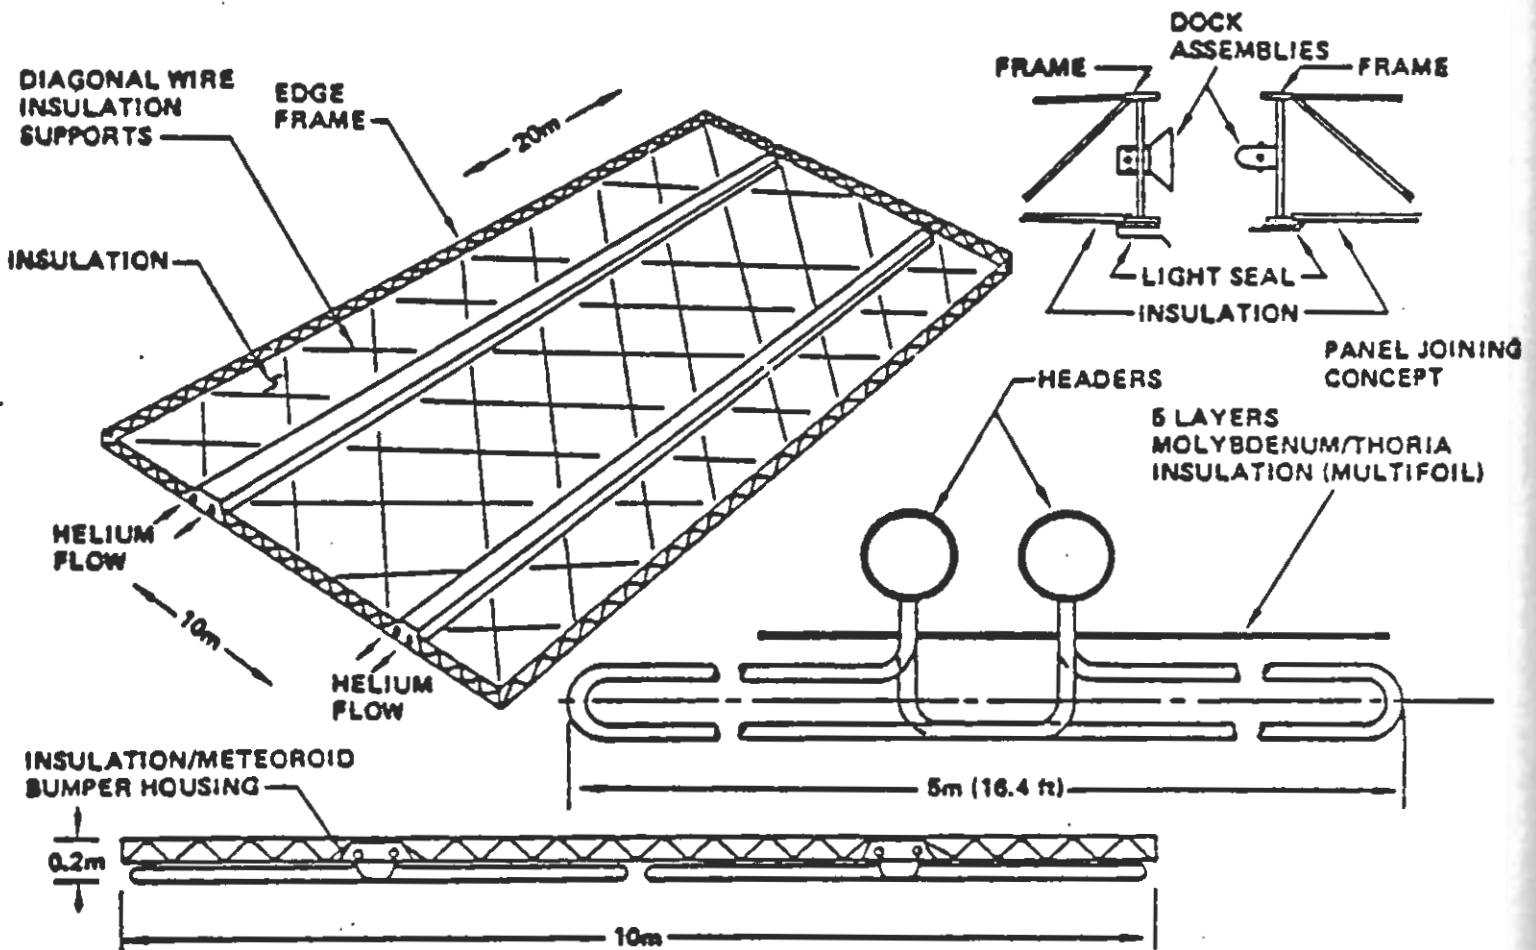 DIAGONAL WIRE
INSULATION
SUPPORTS
EDGE
FRAME
20m
INSULATION
HELIUM
FLOW
10m
HELIUM
FLOW
DOCK
ASSEMBLIES
FRAME
FRAME
LIGHT SEAL
INSULATION
PANEL JOINING
CONCEPT
HEADERS
5 LAYERS
MOLYBDENUM/THORIA
INSULATION (MULTIFOIL)
5m (16.4 ft)
INSULATION/METEOROID
BUMPER HOUSING
0.2m
10m